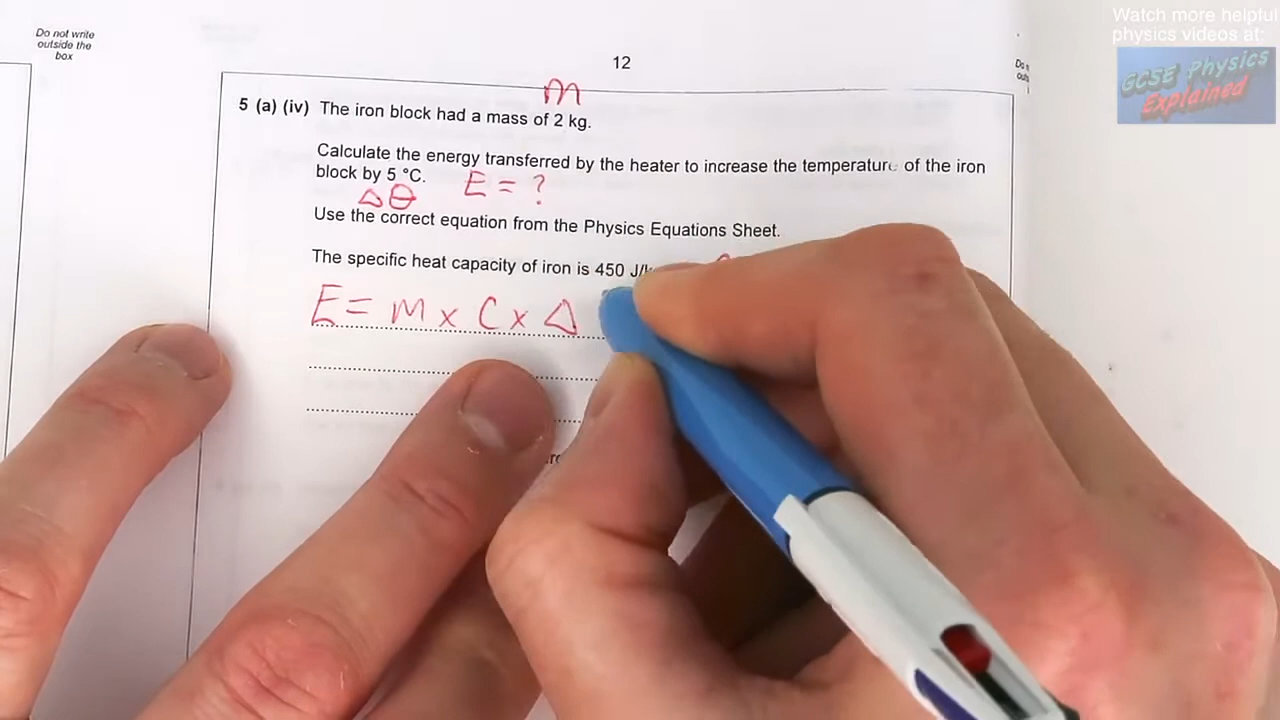 Watch more helpful
physics videos at:
GCSE Physics
Explained
Do not write
outside the
box
12
m
5 (a) (iv) The iron block had a mass of 2 kg.
Calculate the energy transferred by the heater to increase the temperature of the iron
block by 5 °C. E = ?
Δθ
Use the correct equation from the Physics Equations Sheet.
The specific heat capacity of iron is 450
E = m x C x Δ